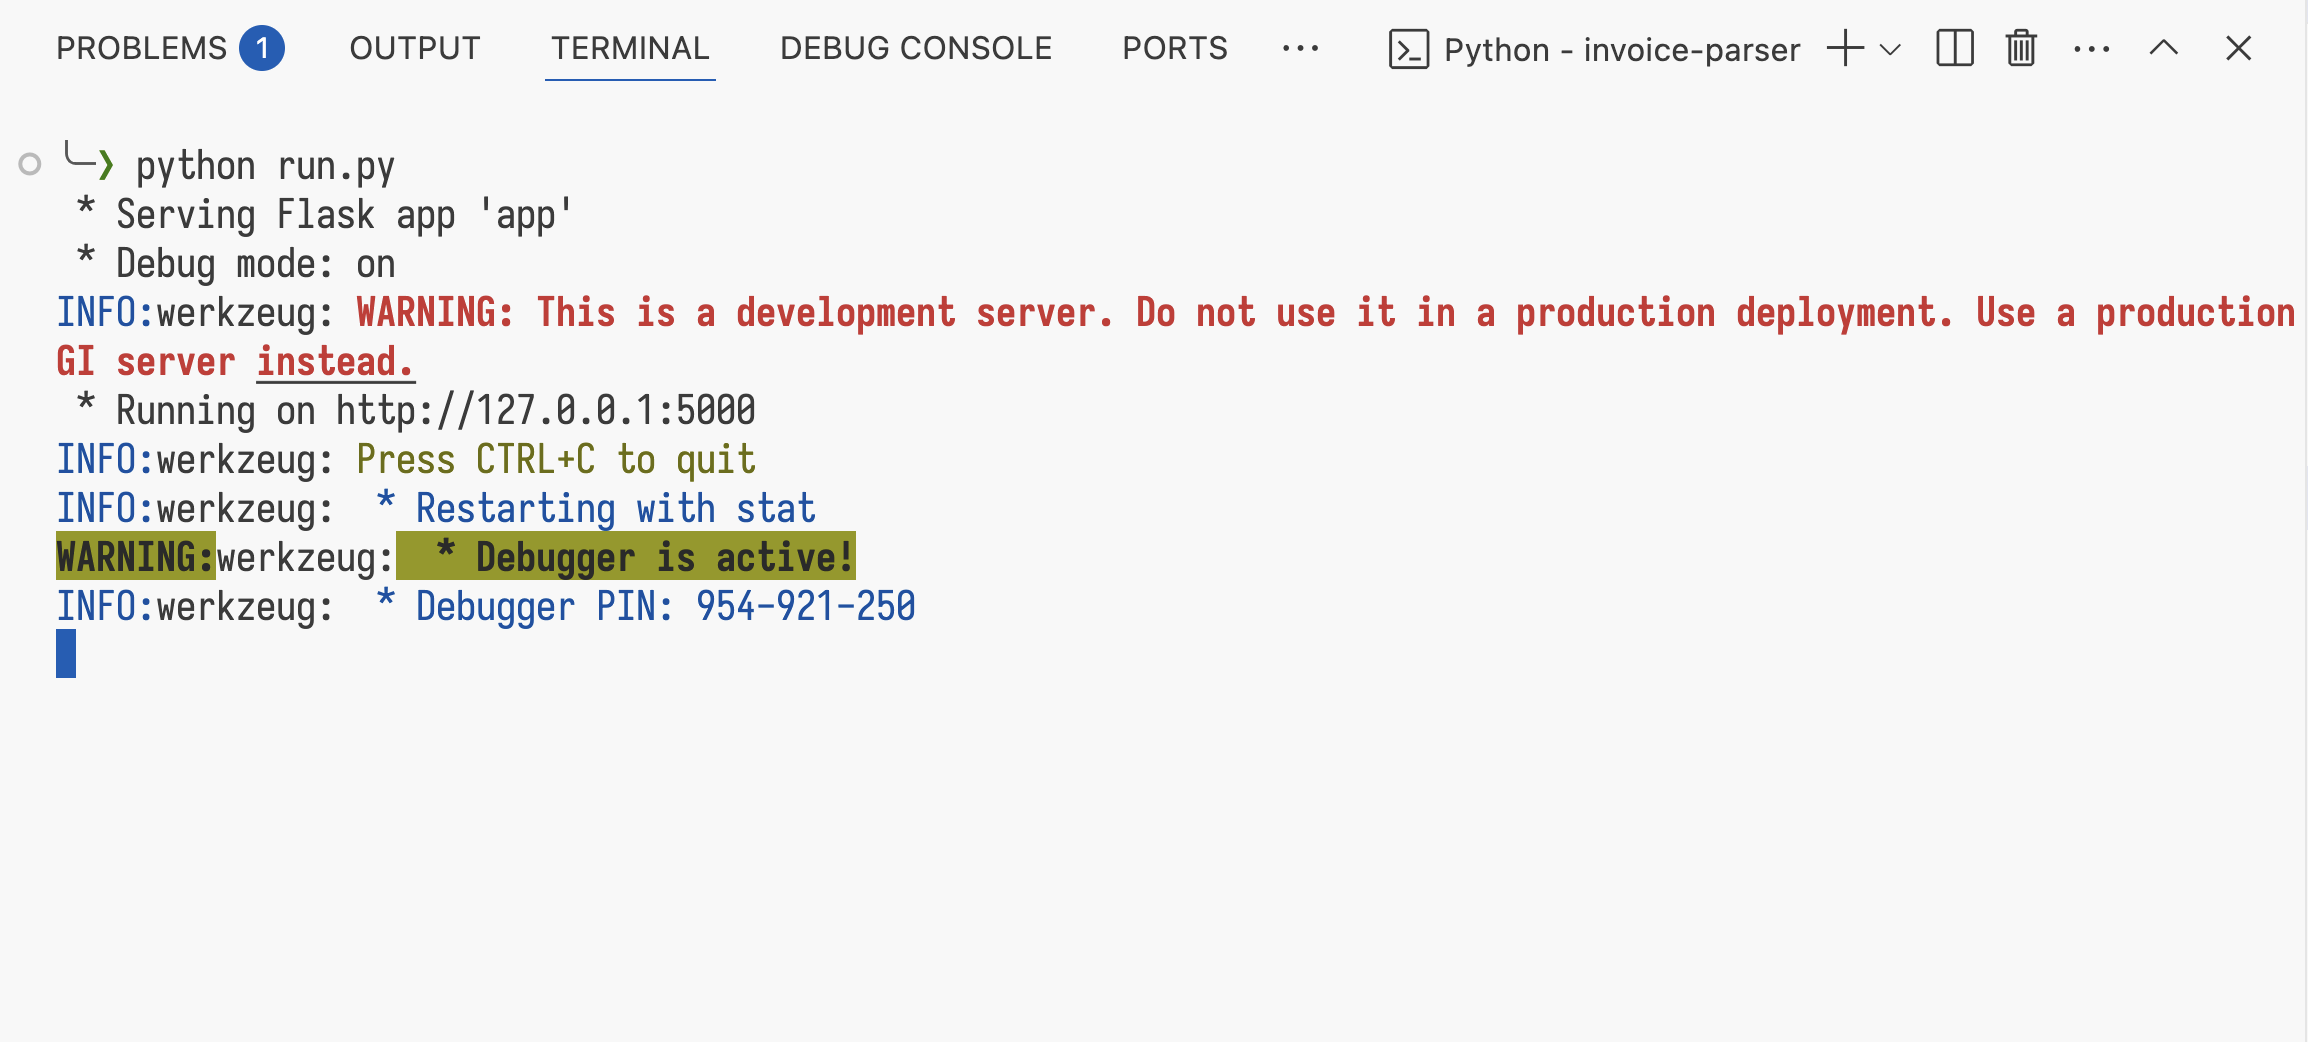 PROBLEMS 1 OUTPUT TERMINAL DEBUG CONSOLE PORTS ... Python - invoice-parser ...
python run.py
* Serving Flask app 'app'
* Debug mode: on
INFO:werkzeug: WARNING: This is a development server. Do not use it in a production deployment. Use a production
GI server instead.
* Running on http://127.0.0.1:5000
INFO:werkzeug: Press CTRL+C to quit
INFO:werkzeug:  * Restarting with stat
WARNING:werkzeug:  * Debugger is active!
INFO:werkzeug:  * Debugger PIN: 954-921-250